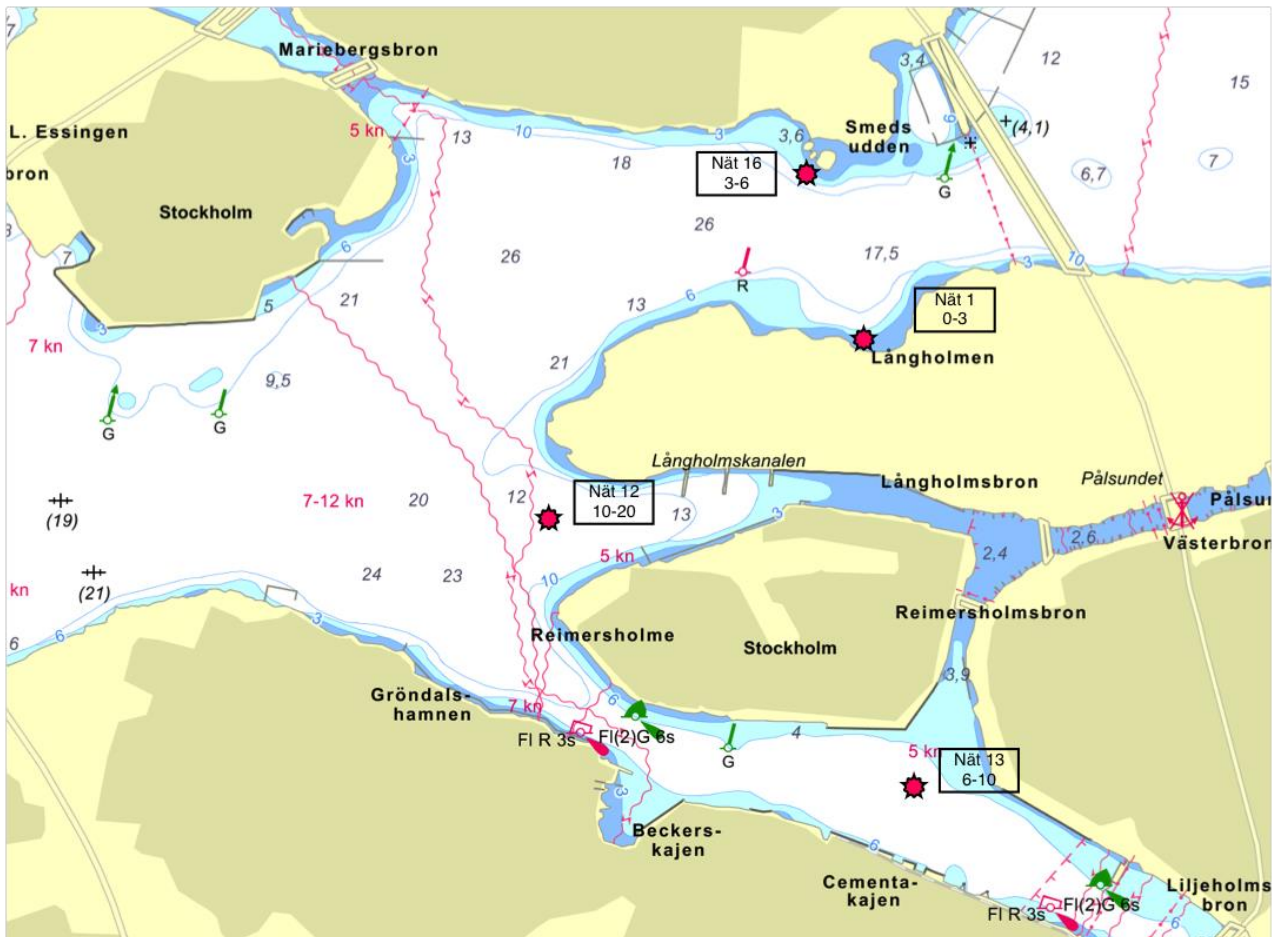 Mariebergsbron
12
15
3,4
L. Essingen
bron
5 kn
13
10
3
3,6
Smeds
udden
6
(4,1)
3
18
Nät 16
3-6
6,7
7
G
Stockholm
26
26
17,5
3
10
6
7
R
6
13
Nät 1
0-3
5
21
3
7 kn
Långholmen
21
9,5
G
G
Långholmskanalen
Långholmsbron
Pålsundet
7-12 kn
20
12
Nät 12
10-20
13
3
(19)
2,6
Västerbron
5 kn
2,4
24
23
10
kn
(21)
3
6
6
Reimersholme
Reimersholmsbron
Stockholm
3,9
Gröndals-
hamnen
7 kn
6
Fl R 3s
Fl(2)G 6s
4
G
5 kn
Nät 13
6-10
3
Beckers-
kajen
6
Cementa-
kajen
Fl R 3s
Fl(2)G 6s
Liljeholms
bron
6